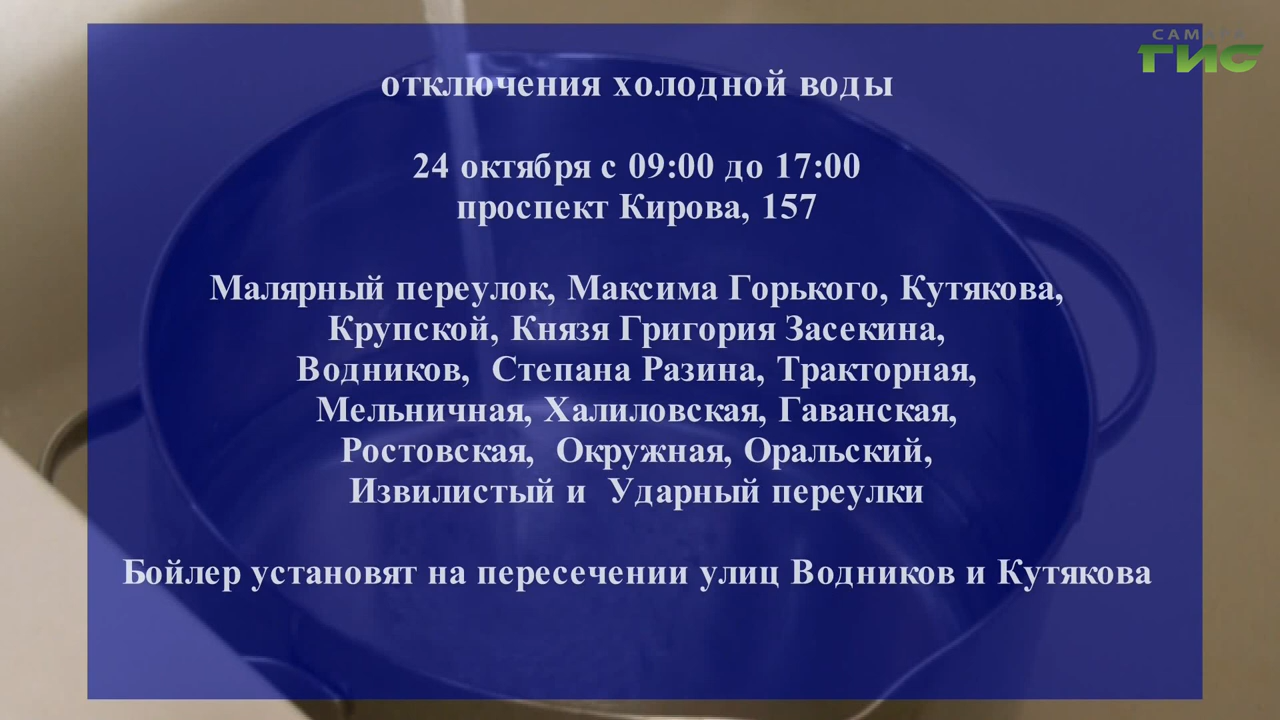 САМАРА
ГИС
отключения холодной воды
24 октября с 09:00 до 17:00
проспект Кирова, 157
Малярный переулок, Максима Горького, Кутякова,
Крупской, Князя Григория Засекина,
Водников, Степана Разина, Тракторная,
Мельничная, Халиловская, Гаванская,
Ростовская, Окружная, Оральский,
Извилистый и Ударный переулки
Бойлер установят на пересечении улиц Водников и Кутякова